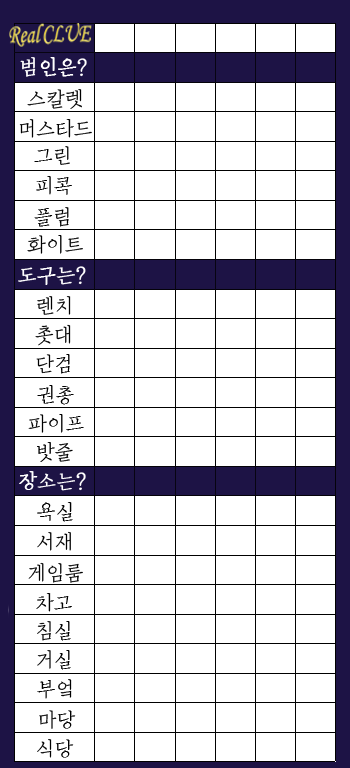 Real CLUE
범인은?
스칼렛
머스타드
그린
피콕
플럼
화이트
도구는?
렌치
촛대
단검
권총
파이프
밧줄
장소는?
욕실
서재
게임룸
차고
침실
거실
부엌
마당
식당